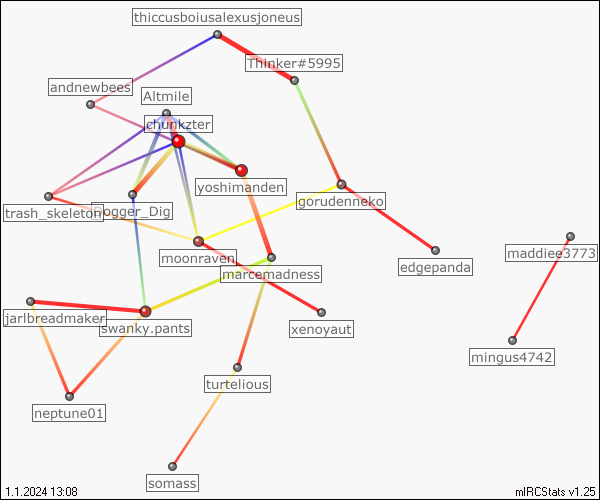 thiccusboiusalexusjoneus
Thinker#5995
andnewbees
Altmile
chunkzter
yoshimanden
gorudenneko
trash_skeleton
Dogger_Dig
moonraven
marcemadness
edgepanda
maddiee3773
jarlbreadmaker
swanky.pants
xenoyaut
mingus4742
turtelious
neptune01
somass
1.1.2024 13:08
mIRCStats v1.25